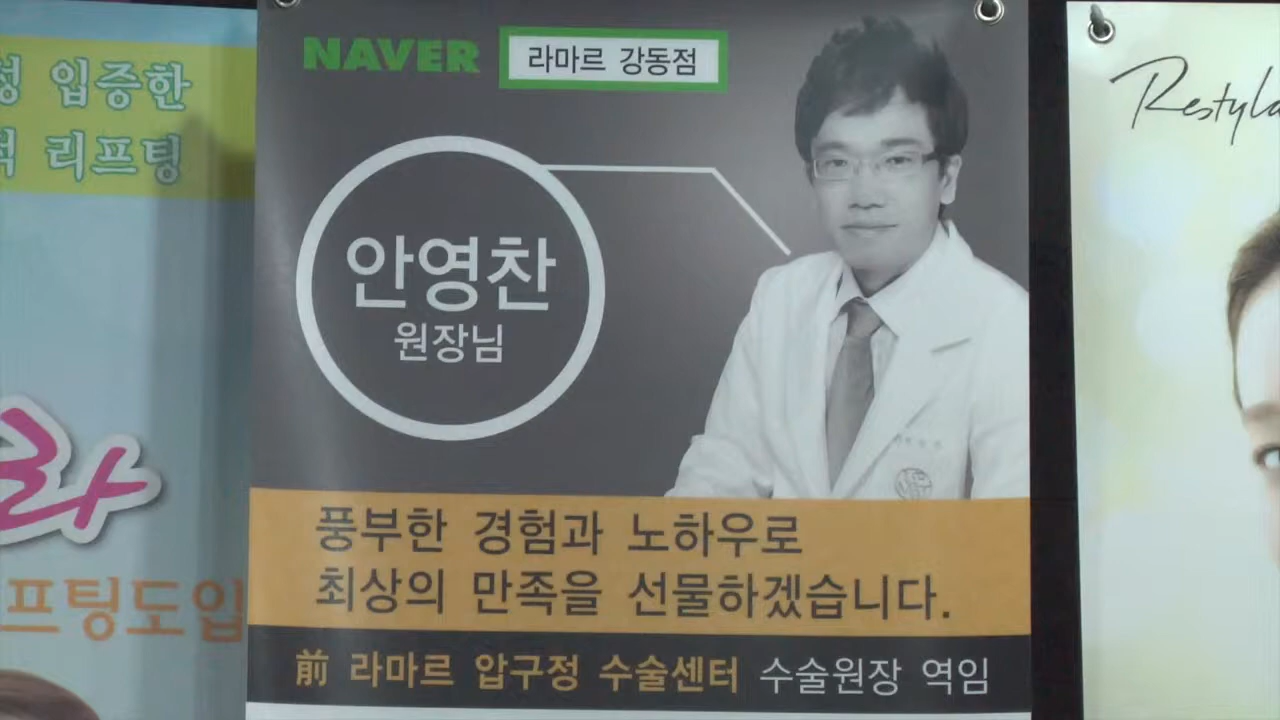 입증한
리프팅
라
프팅도입
NAVER 라마르 강동점
안영찬
원장님
풍부한 경험과 노하우로
최상의 만족을 선물하겠습니다.
前 라마르 압구정 수술센터 수술원장 역임